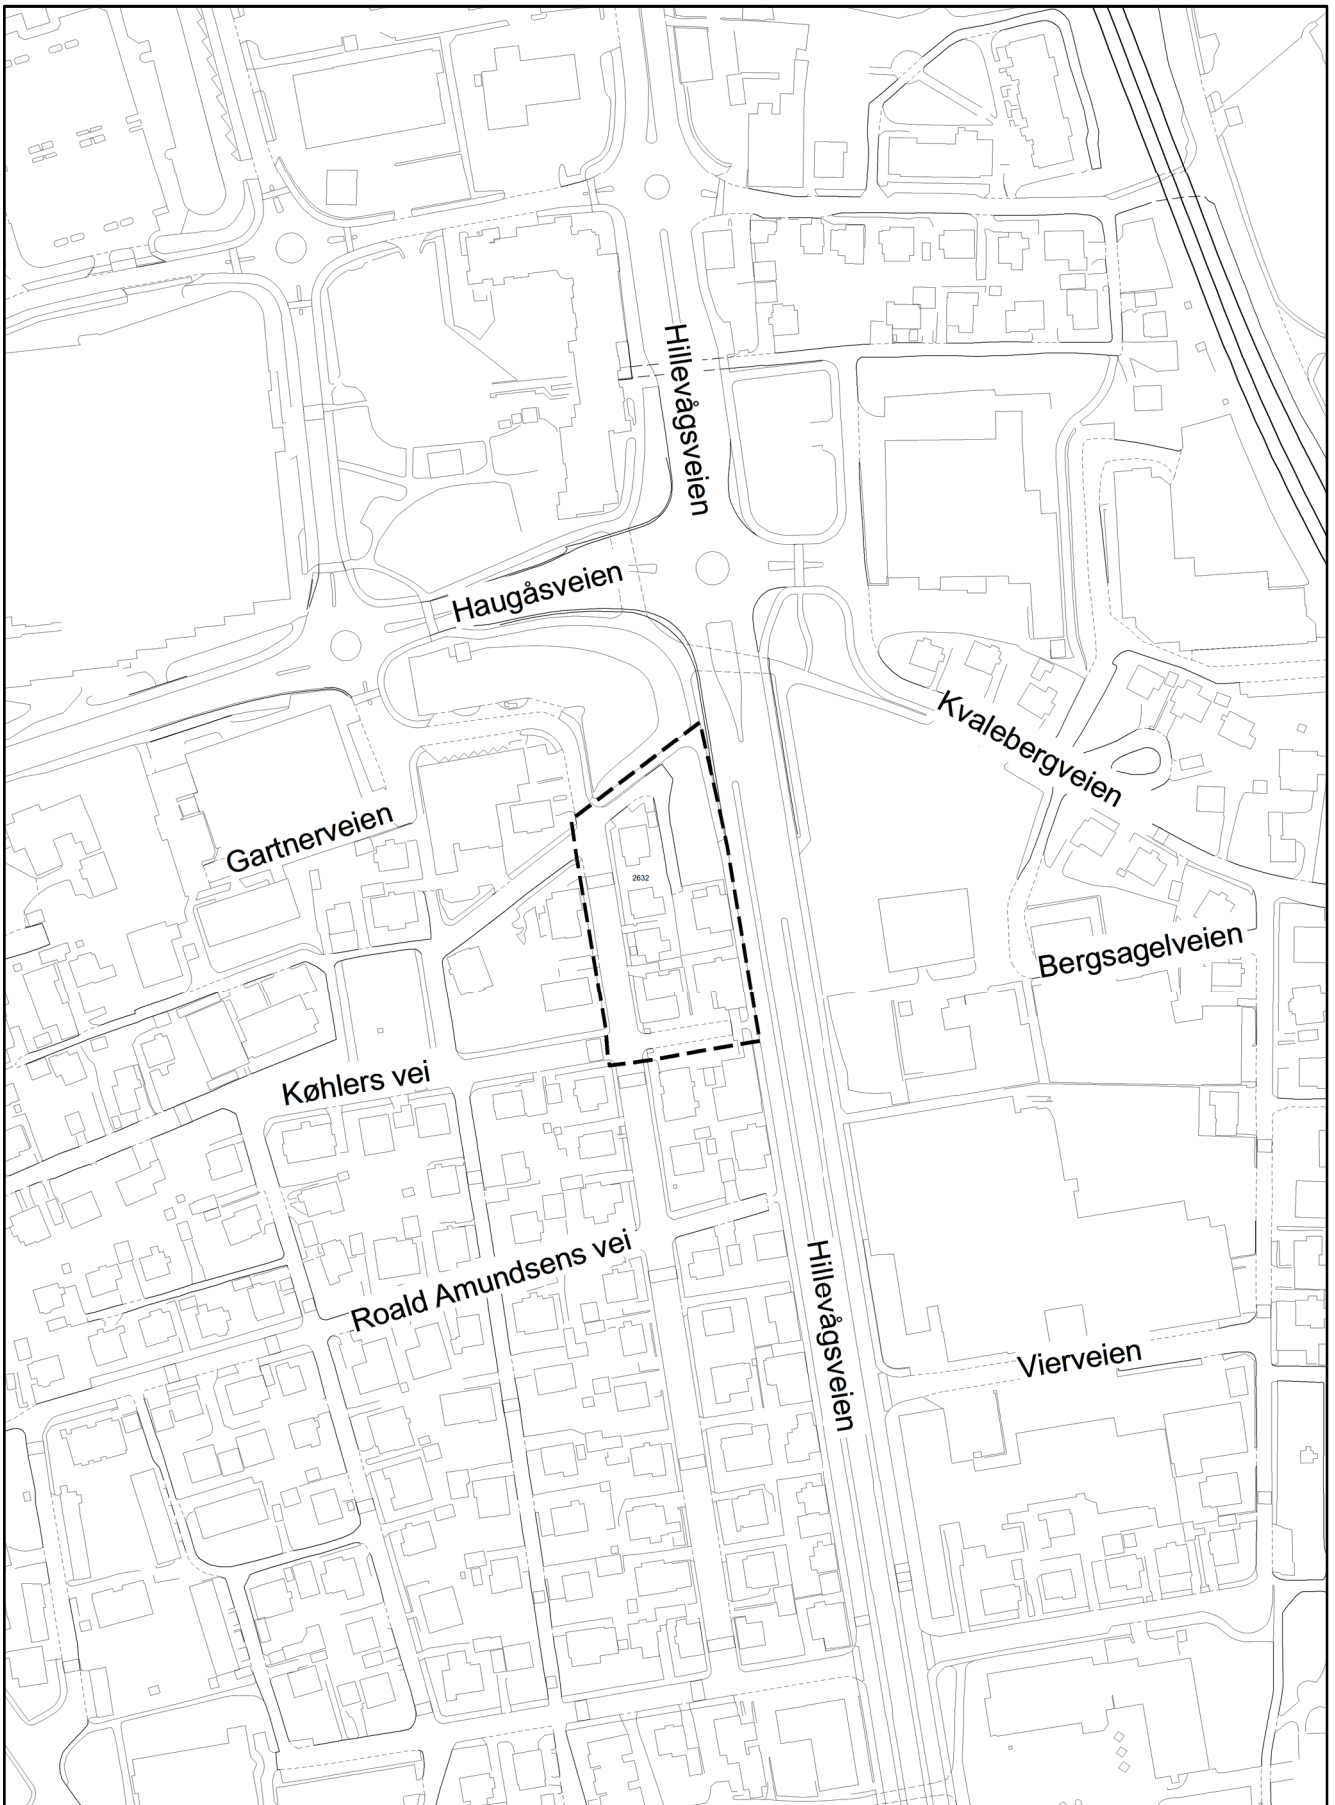 Hillevågsveien
Haugåsveien
Kvalebergveien
Gartnerveien
2632
Bergsagelveien
Køhlers vei
Roald Amundsens vei
Hillevågsveien
Vierveien